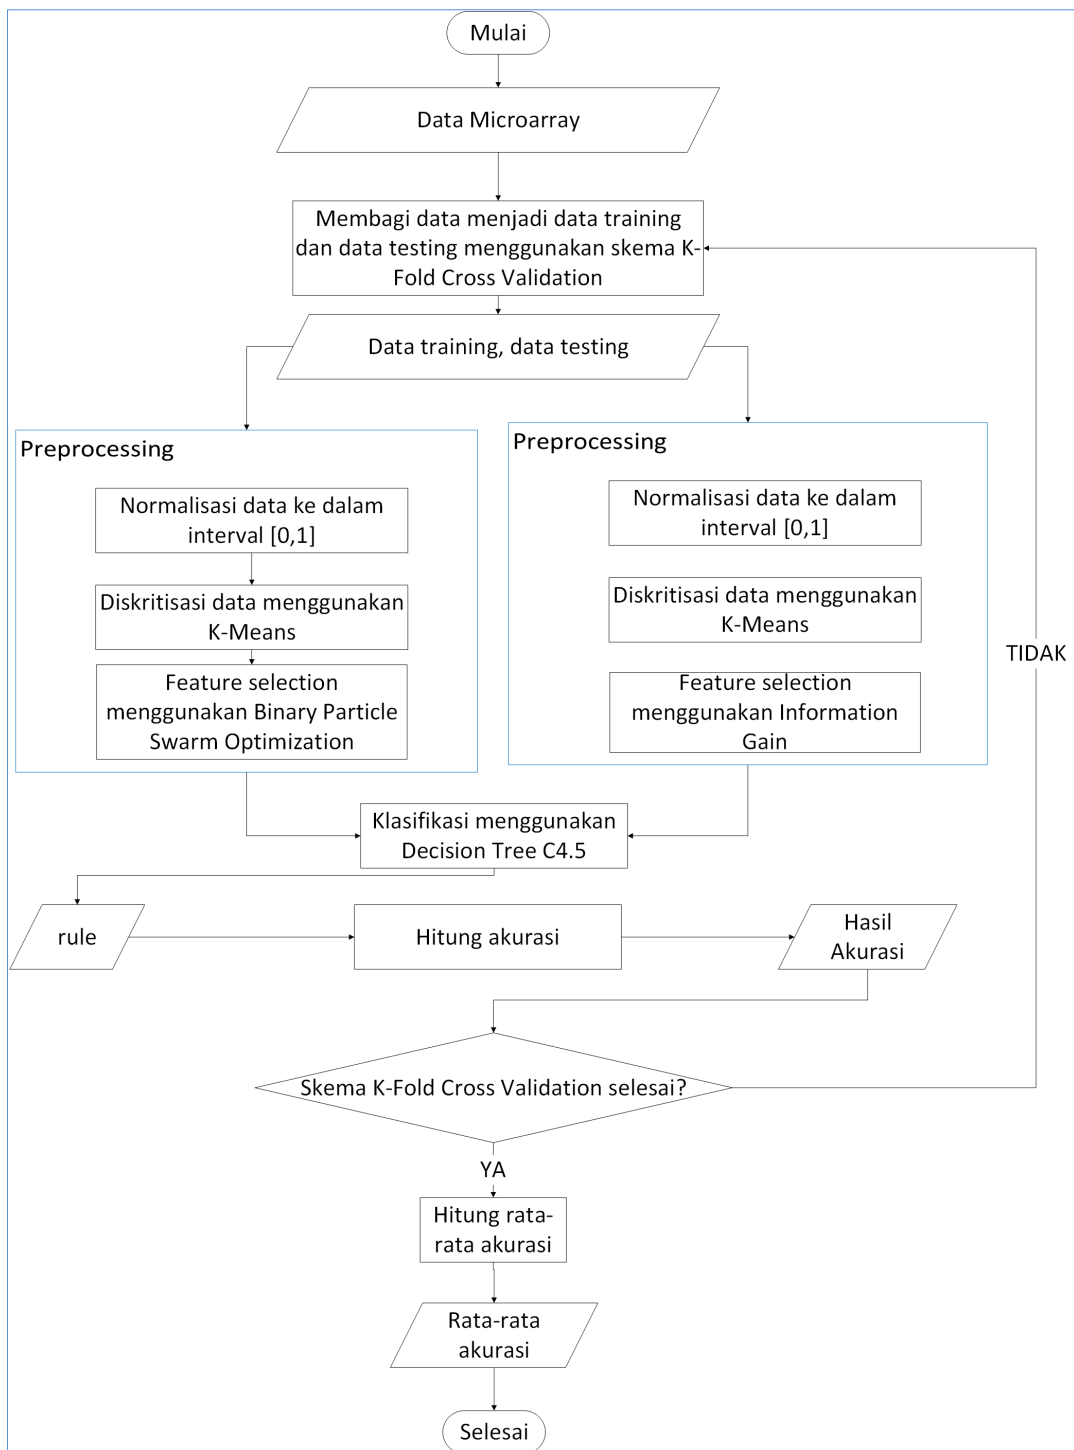 Mulai
Data Microarray
Membagi data menjadi data training
dan data testing menggunakan skema K-
Fold Cross Validation
Data training, data testing
Preprocessing
Normalisasi data ke dalam
interval [0,1]
Diskritisasi data menggunakan
K-Means
Feature selection
menggunakan Binary Particle
Swarm Optimization
Preprocessing
Normalisasi data ke dalam
interval [0,1]
Diskritisasi data menggunakan
K-Means
Feature selection
menggunakan Information
Gain
TIDAK
Klasifikasi menggunakan
Decision Tree C4.5
rule
Hitung akurasi
Hasil
Akurasi
Skema K-Fold Cross Validation selesai?
YA
Hitung rata-
rata akurasi
Rata-rata
akurasi
Selesai